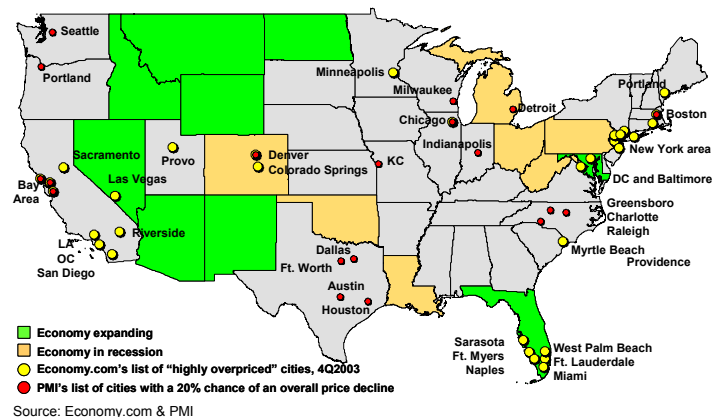 Seattle
Portland
Minneapolis
Milwaukee
Portland
Detroit
Boston
Chicago
Indianapolis
New York area
Sacramento
Provo
Denver
Colorado Springs
KC
Las Vegas
DC and Baltimore
Bay
Area
Greensboro
Charlotte
Raleigh
Riverside
LA
OC
San Diego
Myrtle Beach
Providence
Dallas
Ft. Worth
Austin
Houston
Sarasota
Ft. Myers
Naples
West Palm Beach
Ft. Lauderdale
Miami
Economy expanding
Economy in recession
Economy.com's list of "highly overpriced" cities, 4Q2003
PMI's list of cities with a 20% chance of an overall price decline
Source: Economy.com & PMI